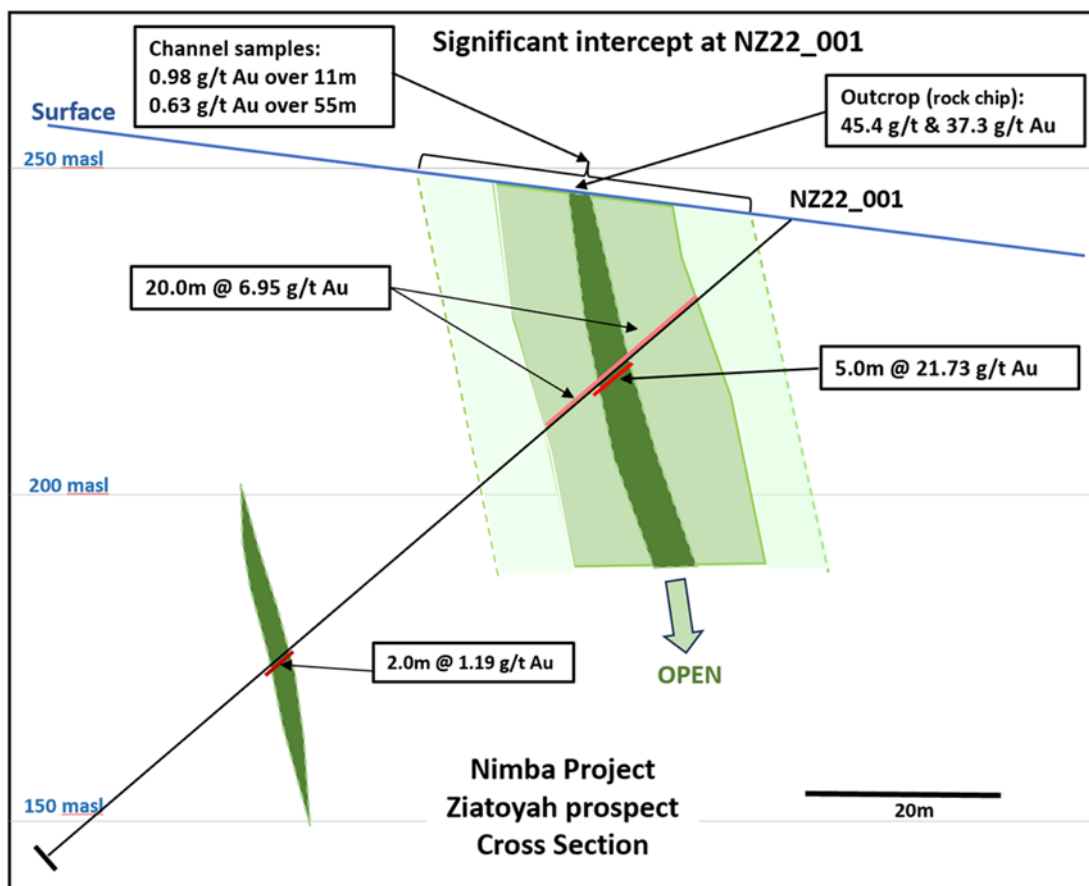 Significant intercept at NZ22_001
Channel samples:
0.98 g/t Au over 11m
0.63 g/t Au over 55m
Outcrop (rock chip):
45.4 g/t & 37.3 g/t Au
Surface
250 masl
NZ22_001
20.0m @ 6.95 g/t Au
5.0m @ 21.73 g/t Au
200 masl
2.0m @ 1.19 g/t Au
OPEN
Nimba Project
Ziatoyah prospect
Cross Section
150 masl
20m